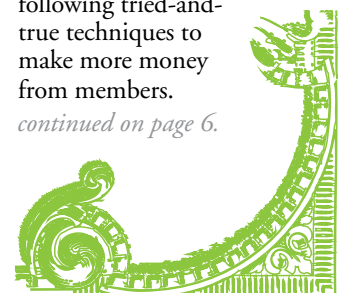 following tried-and-
true techniques to
make more money
from members.
continued on page 6.